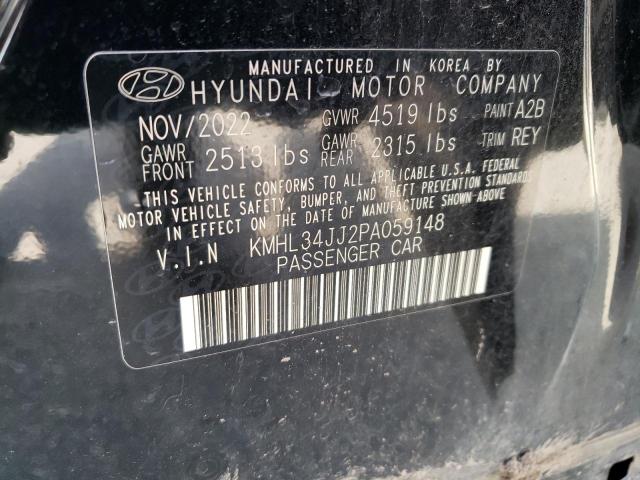 MANUFACTURED IN KOREA BY
HYUNDAI MOTOR COMPANY
NOV/2022 GVWR 4519 lbs PAINT A2B
GAWR FRONT 2513 lbs GAWR REAR 2315 lbs TRIM REY
THIS VEHICLE CONFORMS TO ALL APPLICABLE U.S.A. FEDERAL
MOTOR VEHICLE SAFETY, BUMPER, AND THEFT PREVENTION STANDARDS
IN EFFECT ON THE DATE OF MANUFACTURE SHOWN ABOVE
V.I.N KMHL34JJ2PA059148
PASSENGER CAR